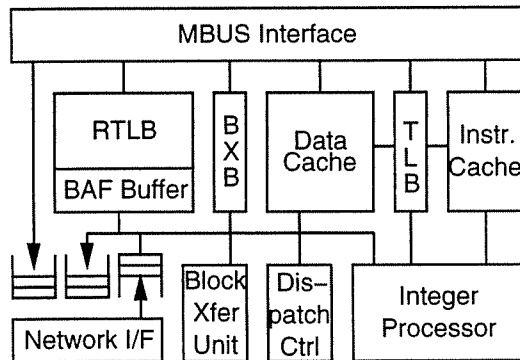 MBUS Interface
RTLB
BAF Buffer
B
X
B
Data
Cache
T
L
B
Instr.
Cache
Block
Xfer
Unit
Dis-
patch
Ctrl
Integer
Processor
Network I/F